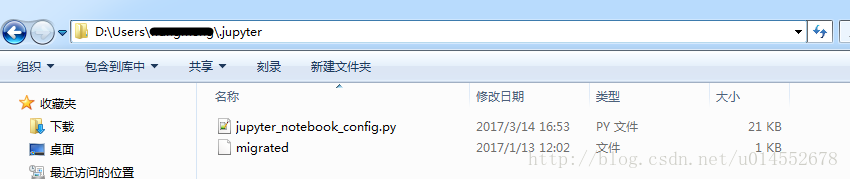 D:\Users\
\.jupyter
组织 包含到库中 共享 刻录 新建文件夹
收藏夹
下载
桌面
最近访问的位置
名称 修改日期 类型 大小
jupyter_notebook_config.py 2017/3/14 16:53 PY 文件 21 KB
migrated 2017/1/13 12:02 文件 1 KB
http://blog.csdn.net/u014552678